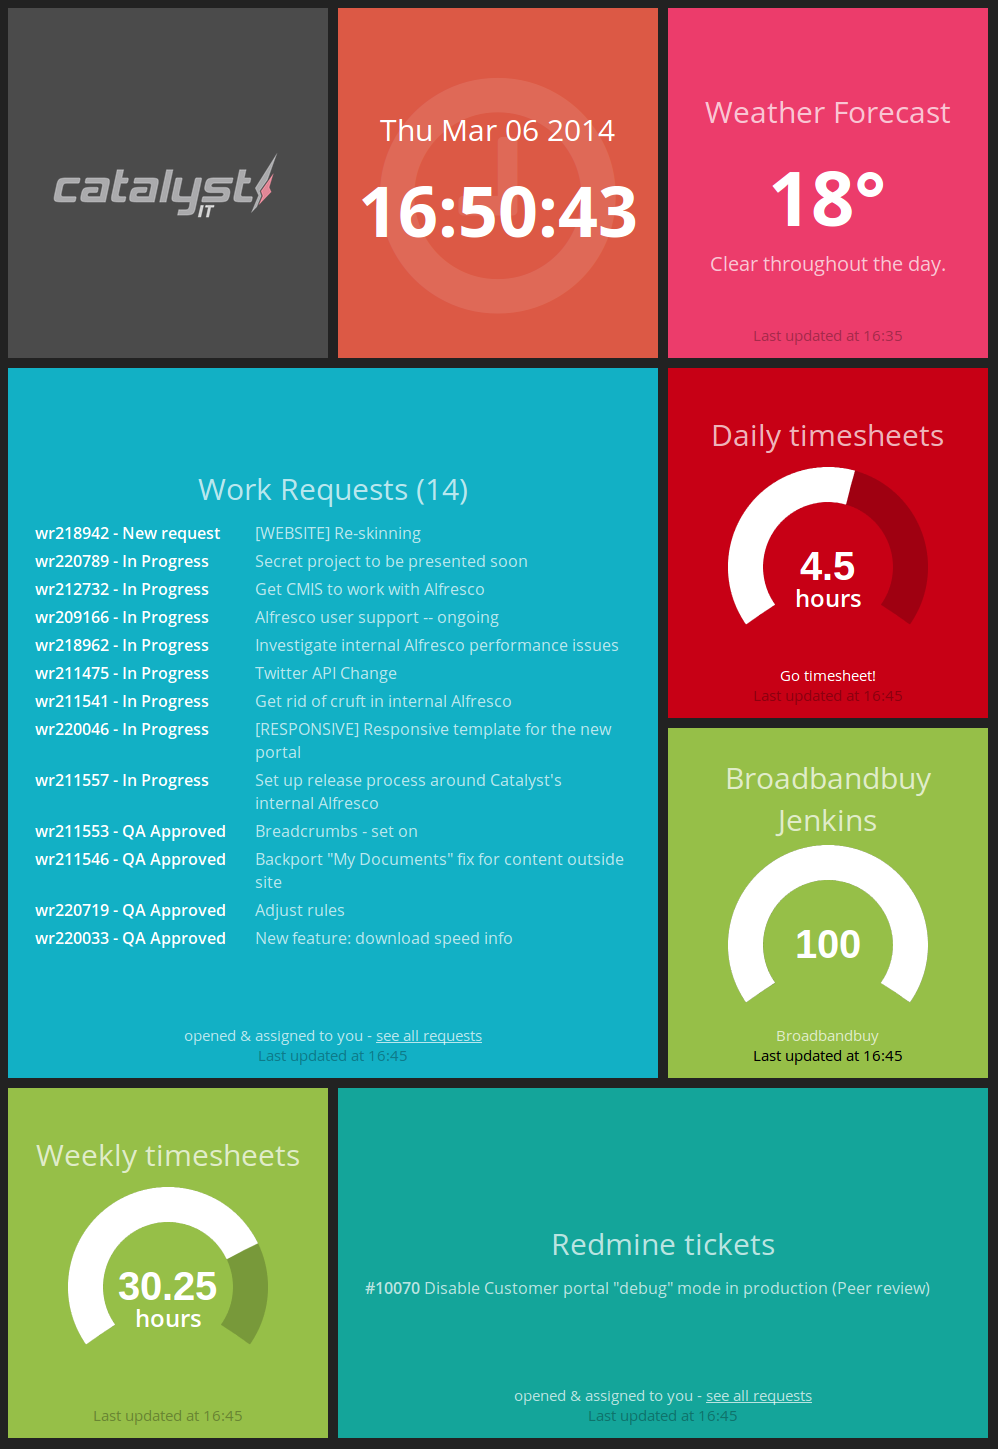 catalyst
IT
Thu Mar 06 2014
16:50:43
Weather Forecast
18°
Clear throughout the day.
Last updated at 16:35
Work Requests (14)
wr218942 - New request [WEBSITE] Re-skinning
wr220789 - In Progress Secret project to be presented soon
wr212732 - In Progress Get CMIS to work with Alfresco
wr209166 - In Progress Alfresco user support -- ongoing
wr218962 - In Progress Investigate internal Alfresco performance issues
wr211475 - In Progress Twitter API Change
wr211541 - In Progress Get rid of cruft in internal Alfresco
wr220046 - In Progress [RESPONSIVE] Responsive template for the new
portal
wr211557 - In Progress Set up release process around Catalyst's
internal Alfresco
wr211553 - QA Approved Breadcrumbs - set on
wr211546 - QA Approved Backport "My Documents" fix for content outside
site
wr220719 - QA Approved Adjust rules
wr220033 - QA Approved New feature: download speed info
opened & assigned to you - see all requests
Last updated at 16:45
Daily timesheets
4.5
hours
Go timesheet!
Last updated at 16:45
Broadbandbuy
Jenkins
100
Broadbandbuy
Last updated at 16:45
Weekly timesheets
30.25
hours
Last updated at 16:45
Redmine tickets
#10070 Disable Customer portal "debug" mode in production (Peer review)
opened & assigned to you - see all requests
Last updated at 16:45